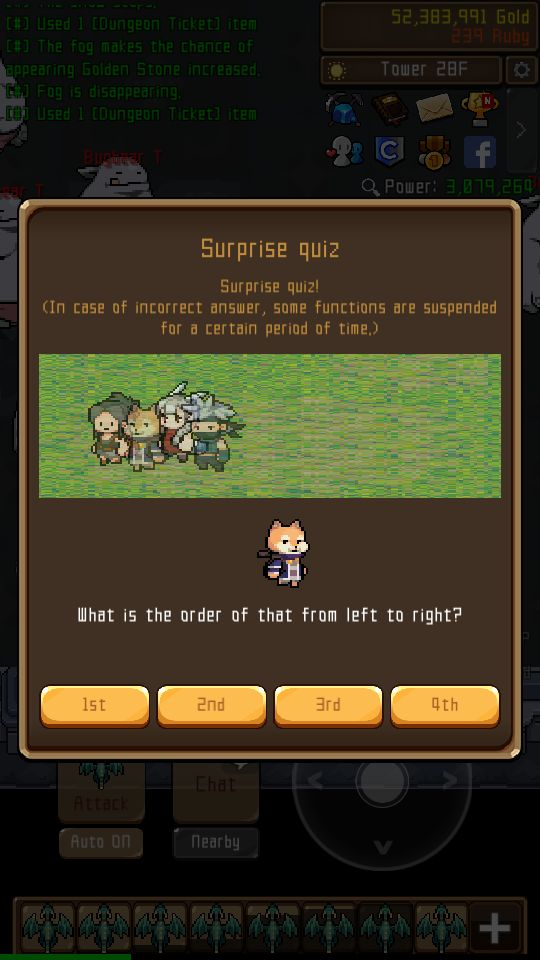 52,383,991 Gold
239 Ruby
[#] Used 1 [Dungeon Ticket] item
[#] The fog makes the chance of
appearing Golden Stone increased.
[#] Fog is disappearing.
[#] Used 1 [Dungeon Ticket] item
Tower 28F
N
C
1
f
Bugbear T
Power: 3,079,264
Surprise quiz
Surprise quiz!
(In case of incorrect answer, some functions are suspended
for a certain period of time.)
What is the order of that from left to right?
1st
2nd
3rd
4th
Attack
Chat
Auto ON
Nearby